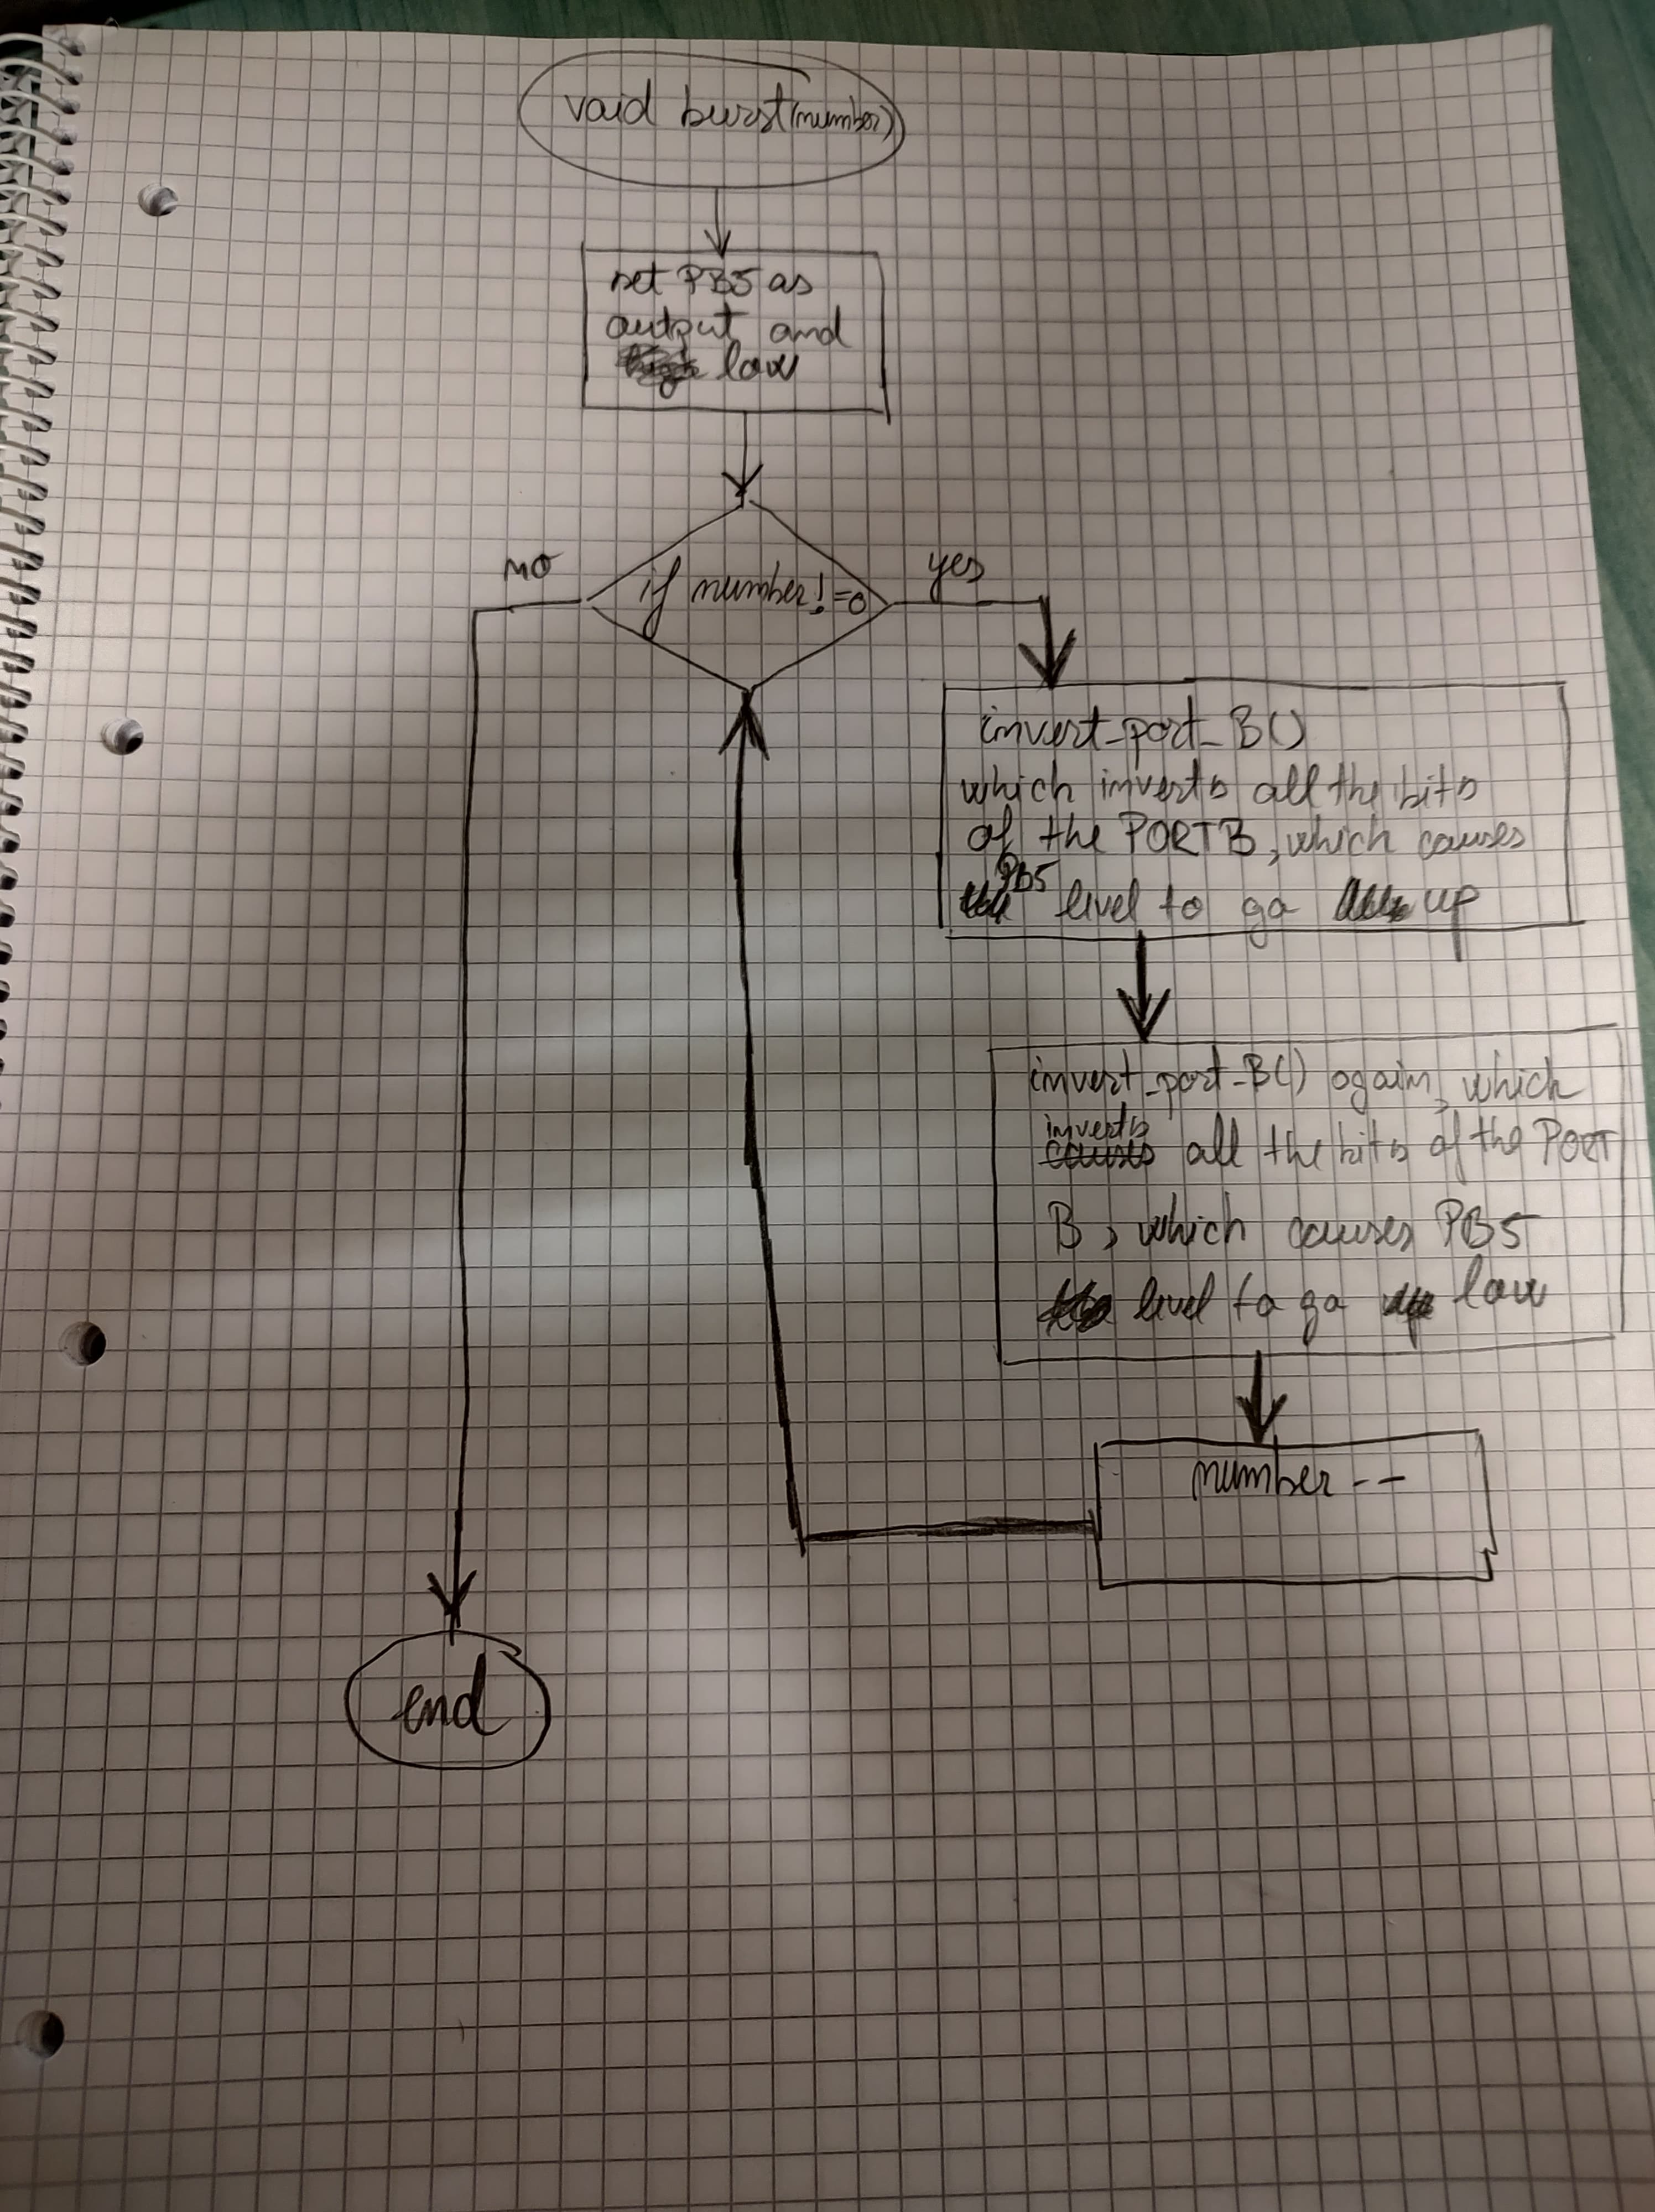 void burst(number)
set PB5 as
output and
low
if number!=0
no
yes
invert_port_B()
which inverts all the bits
of the PORTB, which causes
PB5
level to go up
invert_port_B() again, which
inverts
causes all the bits of the PORT
B, which causes PB5
level to go up low
number --
end